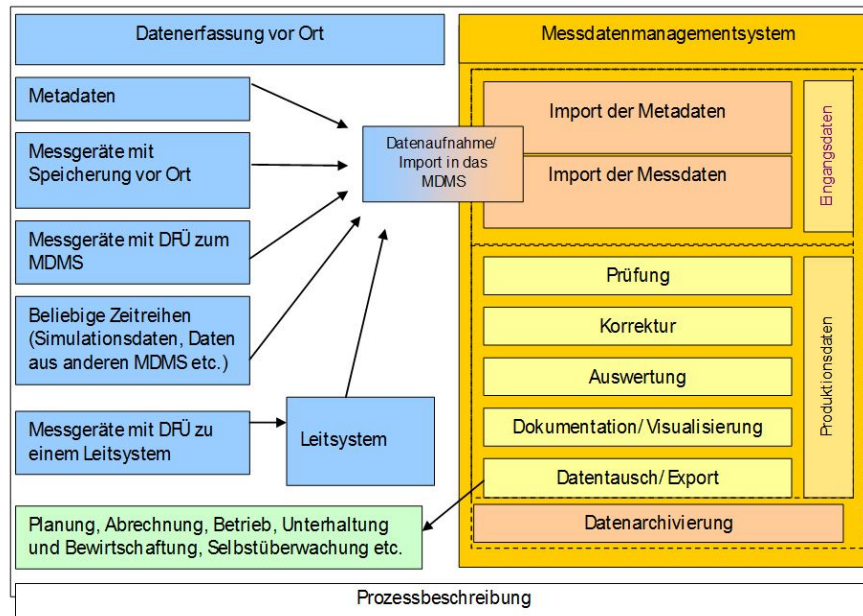 Datenerfassung vor Ort
Metadaten
Messgeräte mit
Speicherung vor Ort
Messgeräte mit DFÜ zum
MDMS
Beliebige Zeitreihen
(Simulationsdaten, Daten
aus anderen MDMS etc.)
Messgeräte mit DFÜ zu
einem Leitsystem
Leitsystem
Planung, Abrechnung, Betrieb, Unterhaltung
und Bewirtschaftung, Selbstüberwachung etc.
Datenaufnahme/
Import in das
MDMS
Messdatenmanagementsystem
Import der Metadaten
Import der Messdaten
Eingangsdaten
Prüfung
Korrektur
Auswertung
Dokumentation/ Visualisierung
Datentausch/ Export
Produktionsdaten
Datenarchivierung
Prozessbeschreibung